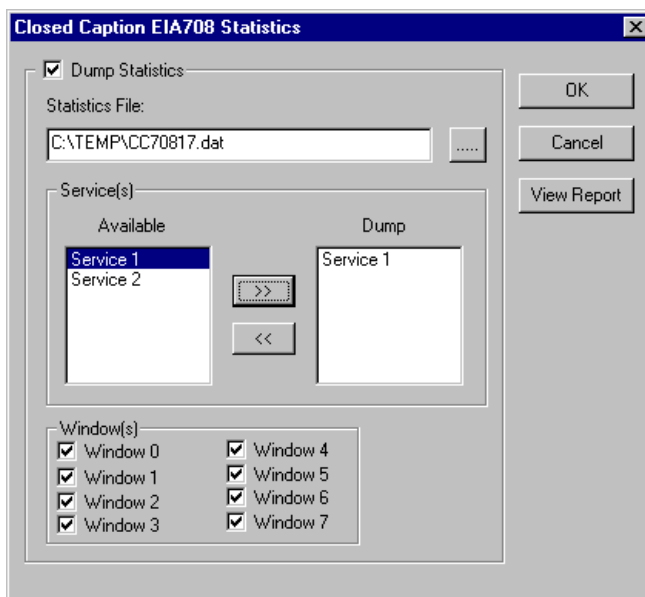 Closed Caption EIA708 Statistics
Dump Statistics
Statistics File:
C:\TEMP\CC70817.dat
.....
OK
Cancel
View Report
Service(s)
Available
Dump
Service 1
Service 2
>>
<<
Service 1
Window(s)
Window 0
Window 1
Window 2
Window 3
Window 4
Window 5
Window 6
Window 7